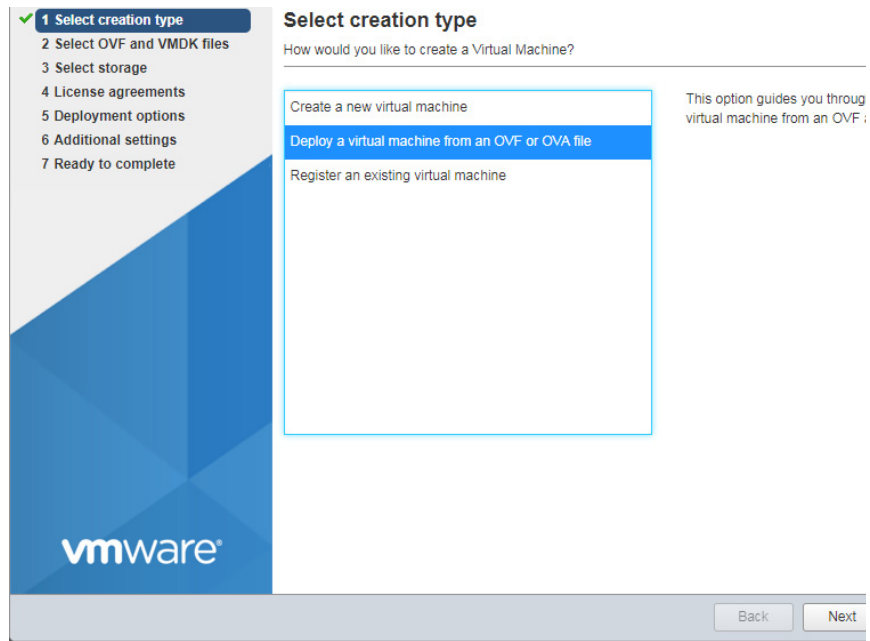 1 Select creation type
2 Select OVF and VMDK files
3 Select storage
4 License agreements
5 Deployment options
6 Additional settings
7 Ready to complete
vmware®
Select creation type
How would you like to create a Virtual Machine?
Create a new virtual machine
Deploy a virtual machine from an OVF or OVA file
Register an existing virtual machine
This option guides you
virtual machine from an OVF
Back
Next